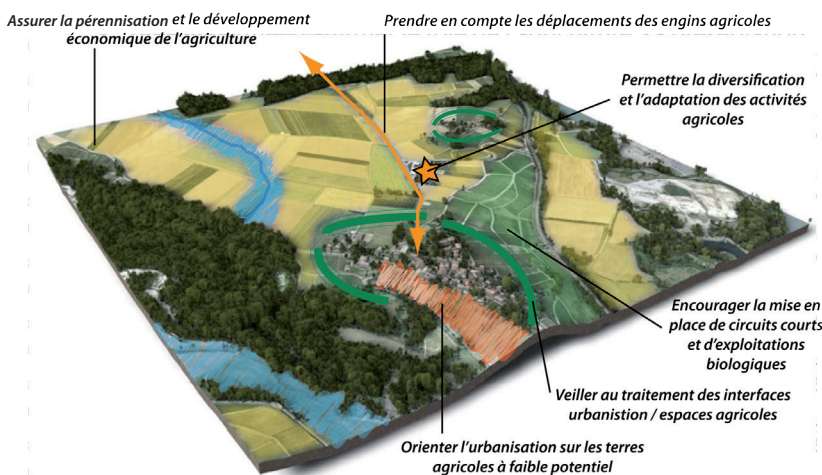 Assurer la pérennisation et le développement
économique de l'agriculture
Prendre en compte les déplacements des engins agricoles
Permettre la diversification
et l'adaptation des activités
agricoles
Encourager la mise en
place de circuits courts
et d'exploitations
biologiques
Veiller au traitement des interfaces
urbanistion / espaces agricoles
Orienter l'urbanisation sur les terres
agricoles à faible potentiel